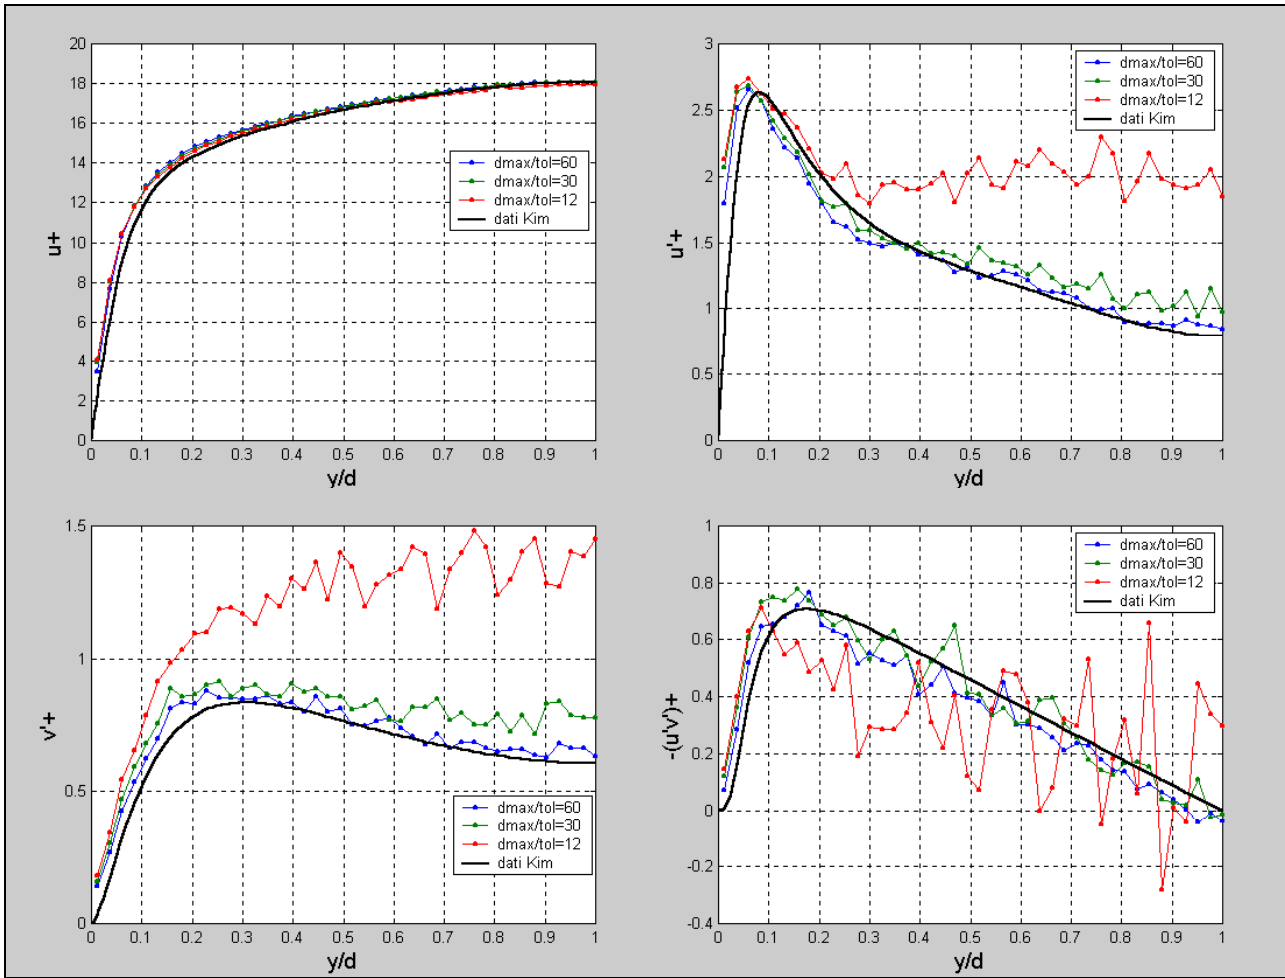 20
18
16
14
12
10
8
6
4
2
0
u+
dmax/tol=60
dmax/tol=30
dmax/tol=12
dati Kim
0 0.1 0.2 0.3 0.4 0.5 0.6 0.7 0.8 0.9 1
y/d
3
2.5
2
1.5
1
0.5
0
u'+
dmax/tol=60
dmax/tol=30
dmax/tol=12
dati Kim
0 0.1 0.2 0.3 0.4 0.5 0.6 0.7 0.8 0.9 1
y/d
1.5
1
0.5
0
v'+
dmax/tol=60
dmax/tol=30
dmax/tol=12
dati Kim
0 0.1 0.2 0.3 0.4 0.5 0.6 0.7 0.8 0.9 1
y/d
1
0.8
0.6
0.4
0.2
0
-0.2
-0.4
-(u'v')+
dmax/tol=60
dmax/tol=30
dmax/tol=12
dati Kim
0 0.1 0.2 0.3 0.4 0.5 0.6 0.7 0.8 0.9 1
y/d